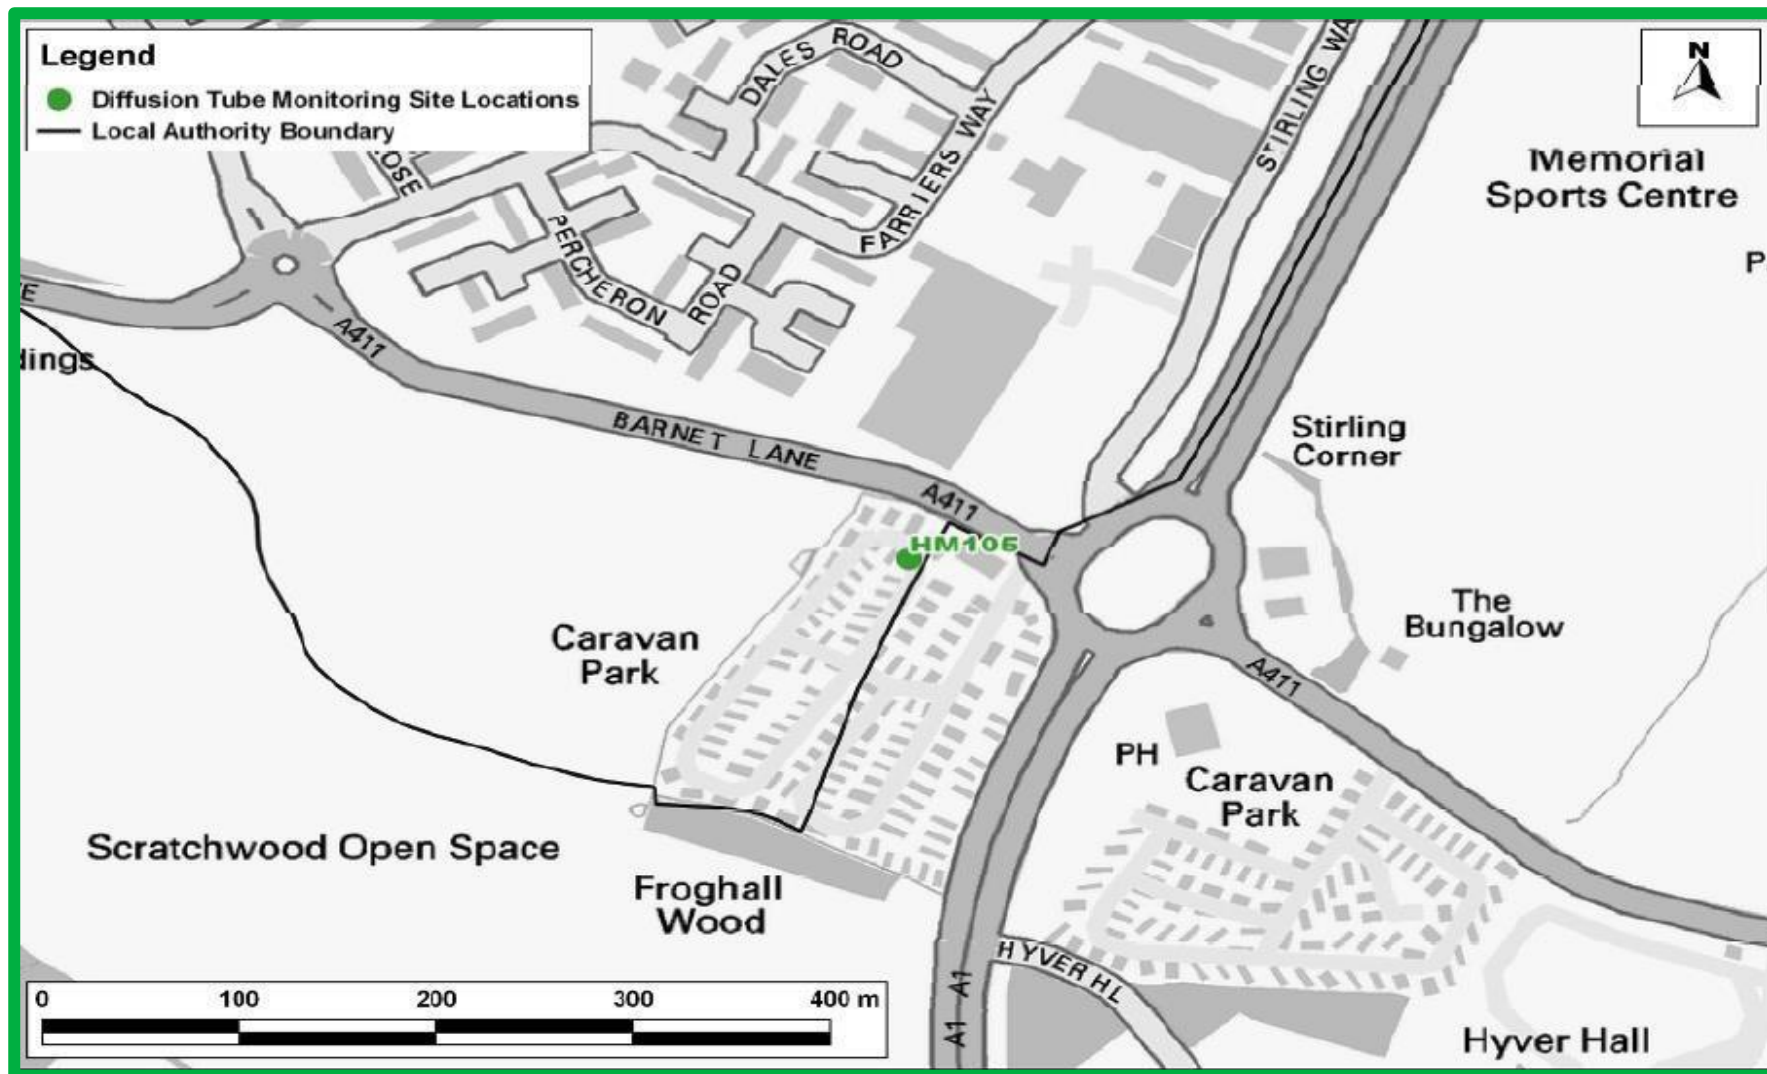 Legend
Diffusion Tube Monitoring Site Locations
Local Authority Boundary
N
DALES ROAD
STIRLING WA
FARRIERS WAY
OSE
Memorial
Sports Centre
P
PERCHERON
ROAD
A411
dings
BARNET LANE
A411
Stirling
Corner
HM105
The
Bungalow
Caravan
Park
A411
PH
Caravan
Park
Scratchwood Open Space
Froghall
Wood
HYVER HL
A1 A1
Hyver Hall
0 100 200 300 400 m